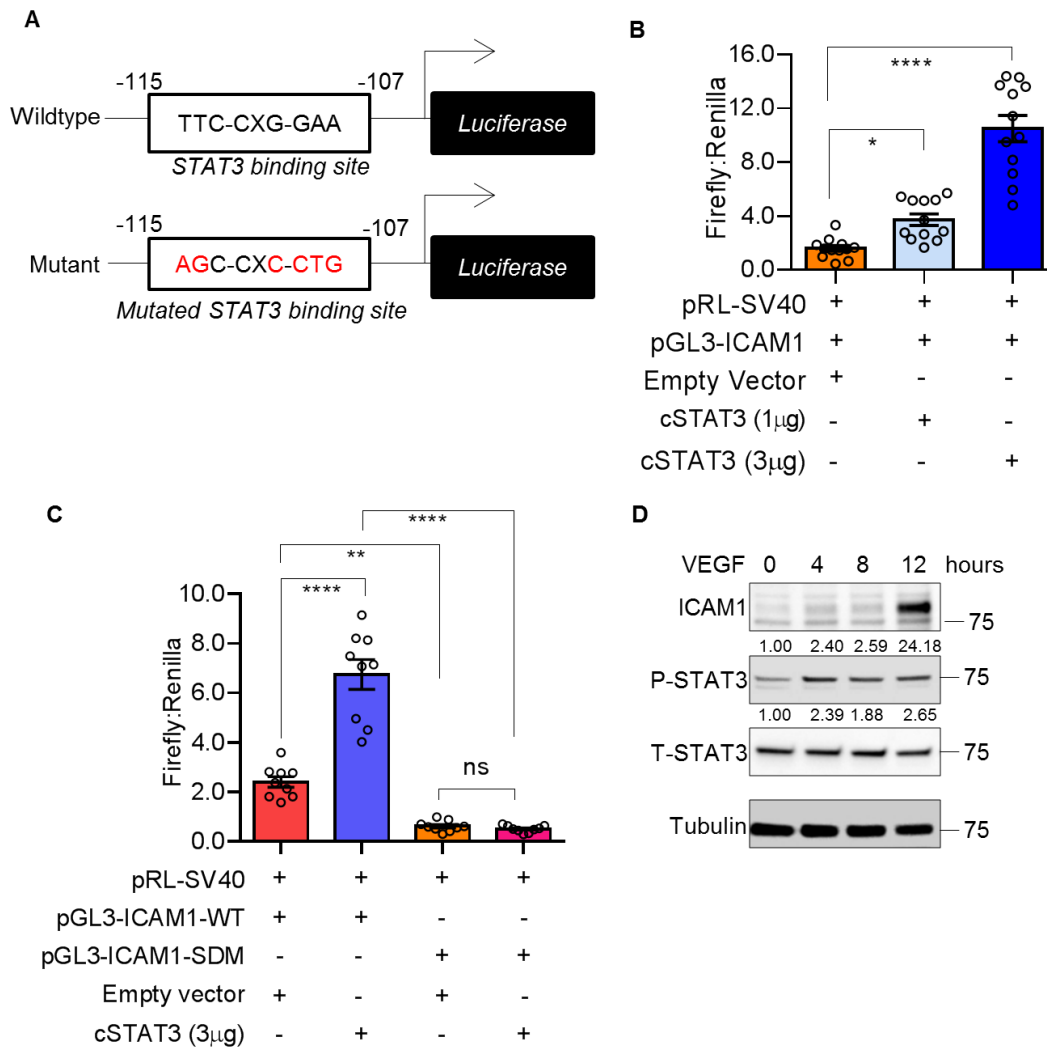 A
-115
-107
Wildtype
TTC-CXG-GAA
Luciferase
STAT3 binding site
-115
-107
Mutant
AGC-CXC-CTG
Luciferase
Mutated STAT3 binding site
B
Firefly:Renilla
16.0
12.0
8.0
4.0
0.0
****
*
pRL-SV40 + + +
pGL3-ICAM1 + + +
Empty Vector + - -
cSTAT3 (1µg) - + -
cSTAT3 (3µg) - - +
C
Firefly:Renilla
10.0
8.0
6.0
4.0
2.0
0.0
****
**
****
ns
pRL-SV40 + + + +
pGL3-ICAM1-WT + + - -
pGL3-ICAM1-SDM - - + +
Empty vector + - + -
cSTAT3 (3µg) - + - +
D
VEGF 0 4 8 12 hours
ICAM1 75
1.00 2.40 2.59 24.18
P-STAT3 75
1.00 2.39 1.88 2.65
T-STAT3 75
Tubulin 75